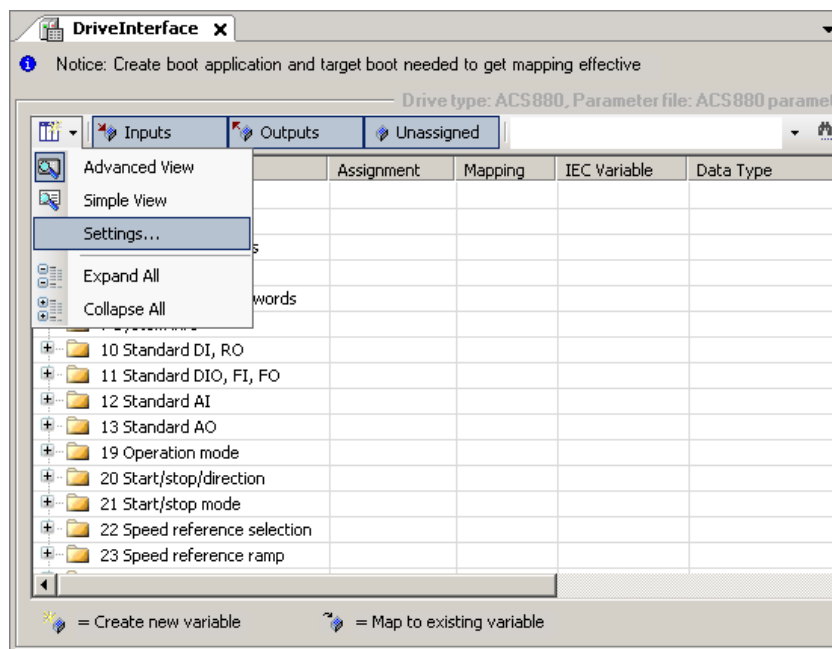 DriveInterface x
Notice: Create boot application and target boot needed to get mapping effective
Drive type: ACS880, Parameter file: ACS880 paramet
Inputs Outputs Unassigned
Assignment Mapping IEC Variable Data Type
Advanced View
Simple View
Settings...
s
Expand All
words
Collapse All
10 Standard DI, RO
11 Standard DIO, FI, FO
12 Standard AI
13 Standard AO
19 Operation mode
20 Start/stop/direction
21 Start/stop mode
22 Speed reference selection
23 Speed reference ramp
= Create new variable = Map to existing variable